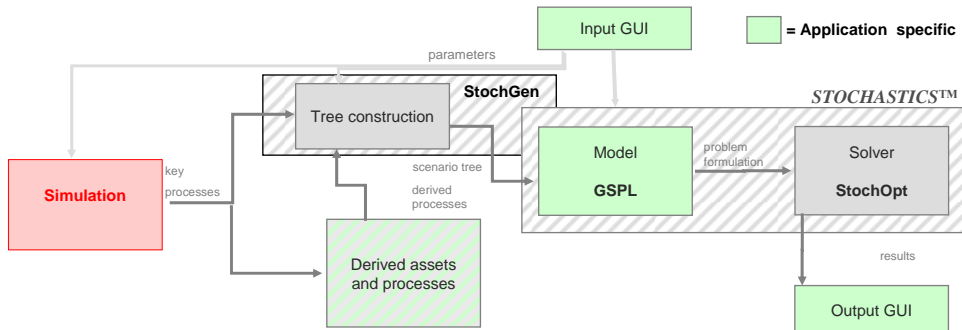 Input GUI
= Application specific
parameters
StochGen
STOCHASTICS™
Tree construction
Model
GSPL
problem
formulation
Solver
StochOpt
Simulation
key
processes
scenario tree
derived
processes
Derived assets
and processes
results
Output GUI